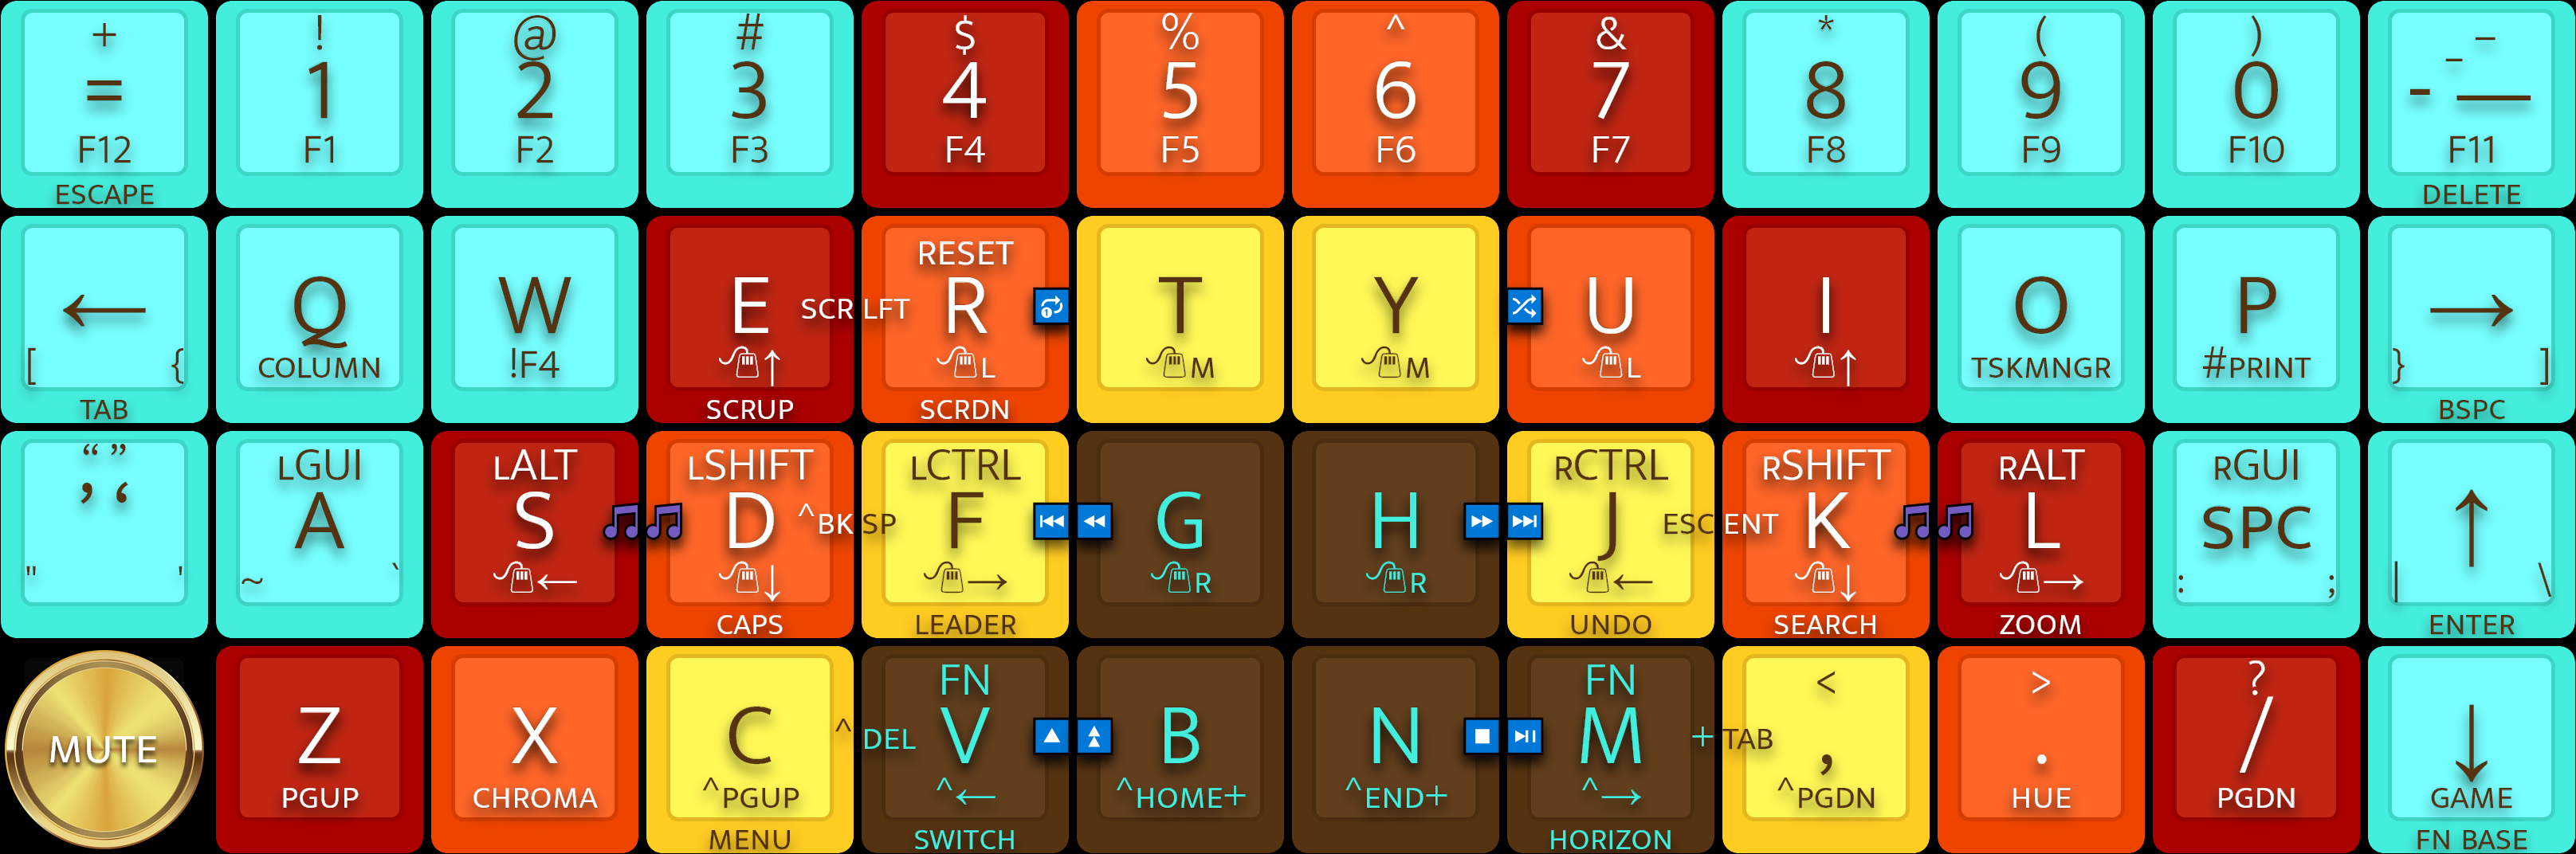 + ! @ # $ % ^ & * ( ) –
= 1 2 3 4 5 6 7 8 9 0 - _ —
F12 F1 F2 F3 F4 F5 F6 F7 F8 F9 F10 F11
ESCAPE DELETE
RESET
← Q W E SCR LFT R T Y U I O P →
[ { COLUMN !F4 ↑ L M M L ↑ TSKMNGR #PRINT } ]
TAB SCRUP SCRDN BSPC
“ ” LGUI LALT LSHIFT LCTRL RCTRL RSHIFT RALT RGUI
’ ‘ A S D ^BK SP F G H J ESC ENT K L SPC ↑
" ' ~ ` ← ↓ → R R ← ↓ → : ; | \
CAPS LEADER UNDO SEARCH ZOOM ENTER
FN FN < > ?
MUTE Z X C ^ DEL V B N M + TAB , . / ↓
PGUP CHROMA ^PGUP ^← ^HOME+ ^END+ ^→ ^PGDN HUE PGDN GAME
MENU SWITCH HORIZON FN BASE